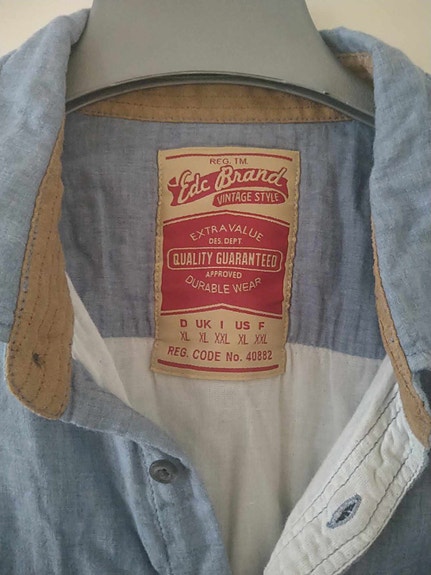 REG. TM.
Edc Brand
VINTAGE STYLE
EXTRAVALUE
DES. DEPT
QUALITY GUARANTEED
APPROVED
DURABLE WEAR
D UK I US F
XL XL XXL XL XXL
REG. CODE No. 40882